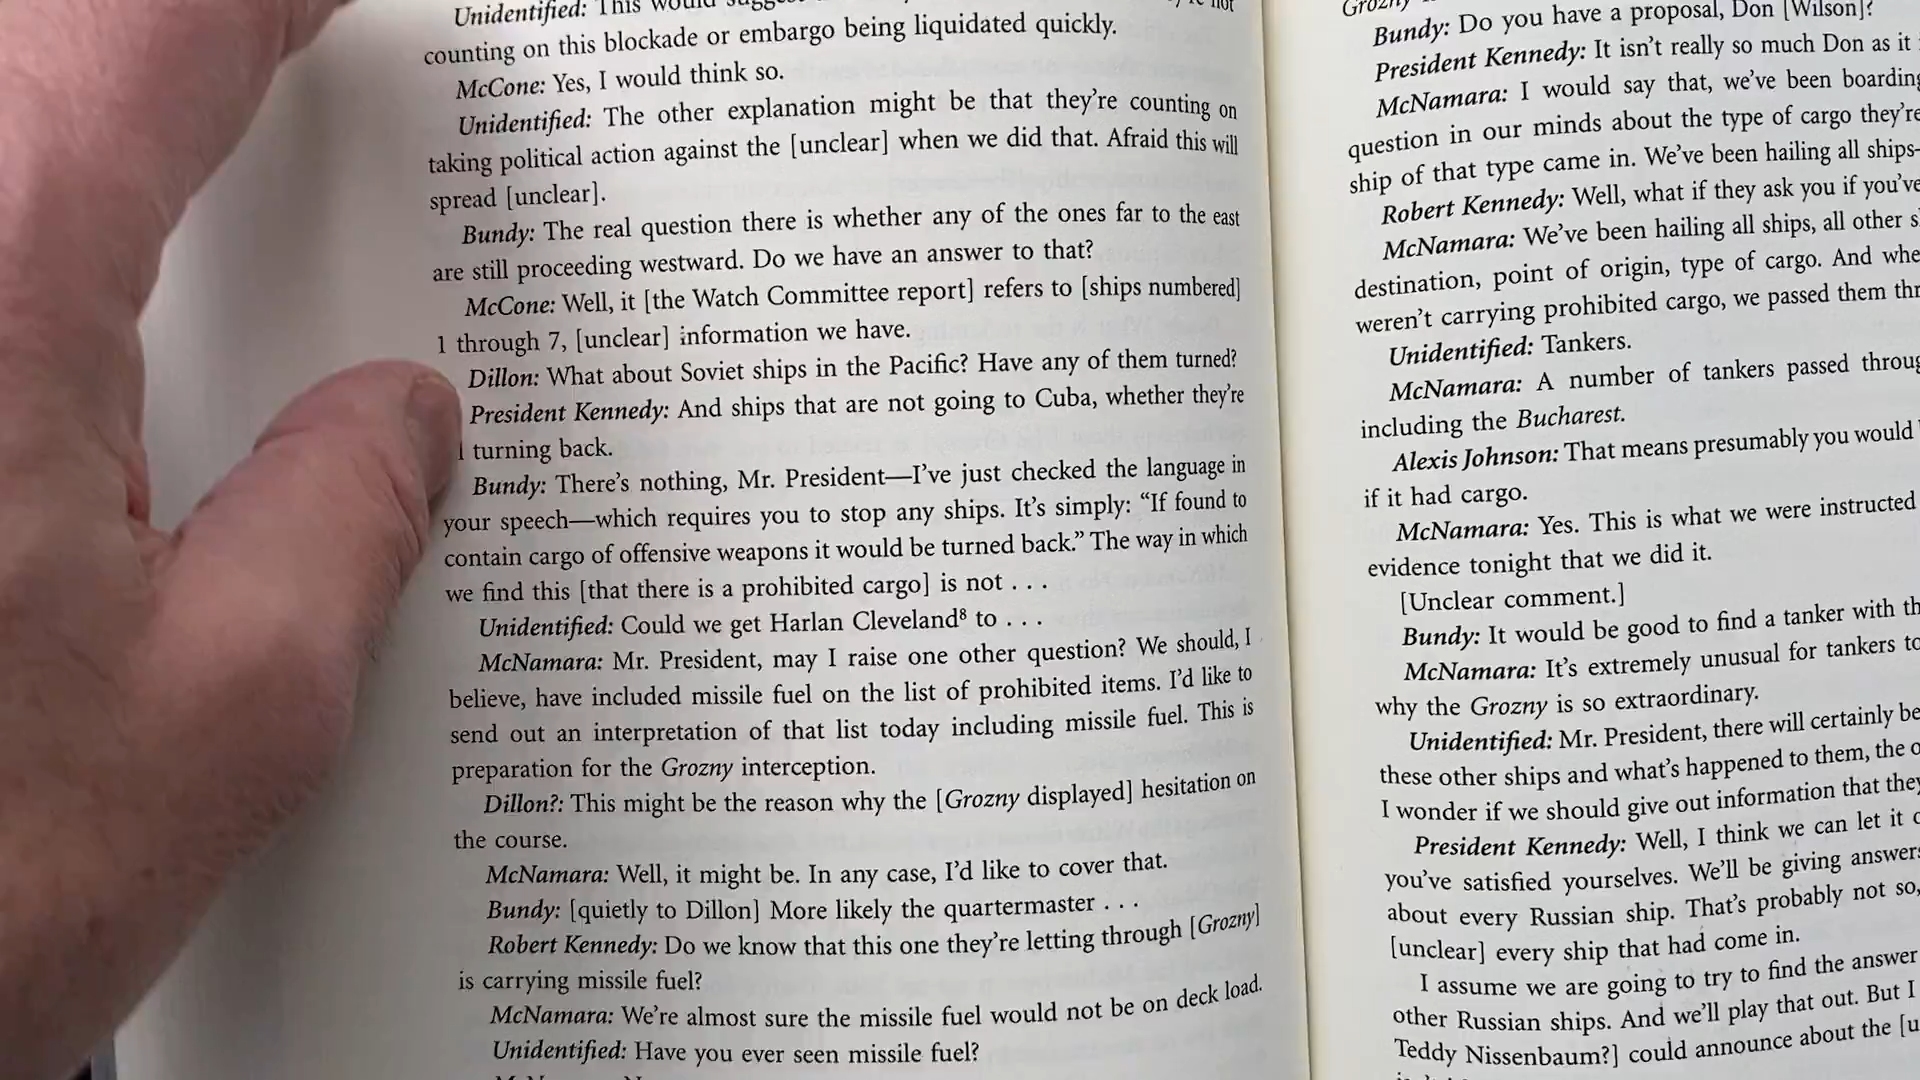 Unidentified: This would
not
counting on this blockade or embargo being liquidated quickly.
McCone: Yes, I would think so.
Unidentified: The other explanation might be that they're counting on
taking political action against the [unclear] when we did that. Afraid this will
spread [unclear].
Bundy: The real question there is whether any of the ones far to the east
are still proceeding westward. Do we have an answer to that?
McCone: Well, it [the Watch Committee report] refers to [ships numbered]
1 through 7, [unclear] information we have.
Dillon: What about Soviet ships in the Pacific? Have any of them turned?
President Kennedy: And ships that are not going to Cuba, whether they're
turning back.
Bundy: There's nothing, Mr. President—I've just checked the language in
your speech—which requires you to stop any ships. It's simply: "If found to
contain cargo of offensive weapons it would be turned back." The way in which
we find this [that there is a prohibited cargo] is not . . .
Unidentified: Could we get Harlan Cleveland⁸ to . . .
McNamara: Mr. President, may I raise one other question? We should, I
believe, have included missile fuel on the list of prohibited items. I'd like to
send out an interpretation of that list today including missile fuel. This is
preparation for the Grozny interception.
Dillon?: This might be the reason why the [Grozny displayed] hesitation on
the course.
McNamara: Well, it might be. In any case, I'd like to cover that.
Bundy: [quietly to Dillon] More likely the quartermaster . . .
Robert Kennedy: Do we know that this one they're letting through [Grozny]
is carrying missile fuel?
McNamara: We're almost sure the missile fuel would not be on deck load.
Unidentified: Have you ever seen missile fuel?
Grozny
Bundy: Do you have a proposal, Don [Wilson]?
President Kennedy: It isn't really so much Don as it
McNamara: I would say that, we've been boarding
question in our minds about the type of cargo they're
ship of that type came in. We've been hailing all ships-
Robert Kennedy: Well, what if they ask you if you've
McNamara: We've been hailing all ships, all other s
destination, point of origin, type of cargo. And whe
weren't carrying prohibited cargo, we passed them thr
Unidentified: Tankers.
McNamara: A number of tankers passed throug
including the Bucharest.
Alexis Johnson: That means presumably you would
if it had cargo.
McNamara: Yes. This is what we were instructed
evidence tonight that we did it.
[Unclear comment.]
Bundy: It would be good to find a tanker with th
McNamara: It's extremely unusual for tankers to
why the Grozny is so extraordinary.
Unidentified: Mr. President, there will certainly be
these other ships and what's happened to them, the o
I wonder if we should give out information that they
President Kennedy: Well, I think we can let it
you've satisfied yourselves. We'll be giving answers
about every Russian ship. That's probably not so,
[unclear] every ship that had come in.
I assume we are going to try to find the answer
other Russian ships. And we'll play that out. But I
Teddy Nissenbaum?] could announce about the [u